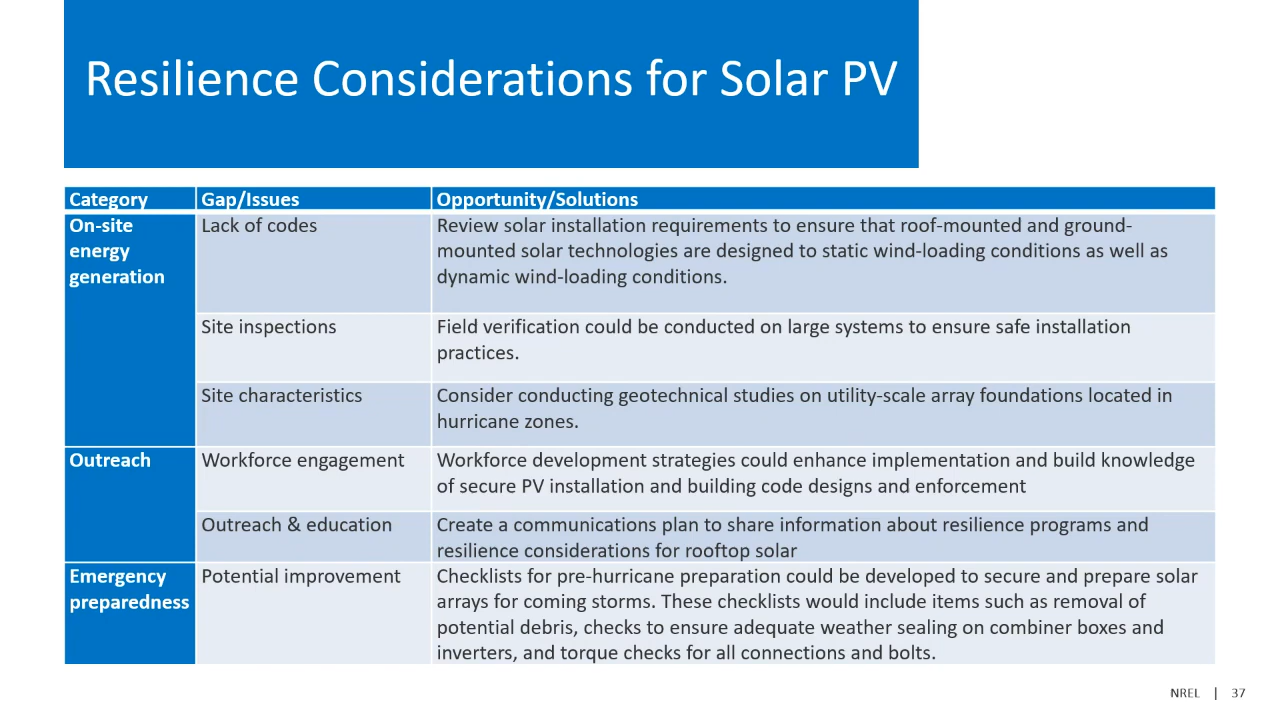 Resilience Considerations for Solar PV
Category Gap/Issues Opportunity/Solutions
On-site
energy
generation
Lack of codes
Review solar installation requirements to ensure that roof-mounted and ground-
mounted solar technologies are designed to static wind-loading conditions as well as
dynamic wind-loading conditions.
Site inspections
Field verification could be conducted on large systems to ensure safe installation
practices.
Site characteristics
Consider conducting geotechnical studies on utility-scale array foundations located in
hurricane zones.
Outreach
Workforce engagement
Workforce development strategies could enhance implementation and build knowledge
of secure PV installation and building code designs and enforcement
Outreach & education
Create a communications plan to share information about resilience programs and
resilience considerations for rooftop solar
Emergency
preparedness
Potential improvement
Checklists for pre-hurricane preparation could be developed to secure and prepare solar
arrays for coming storms. These checklists would include items such as removal of
potential debris, checks to ensure adequate weather sealing on combiner boxes and
inverters, and torque checks for all connections and bolts.
NREL | 37